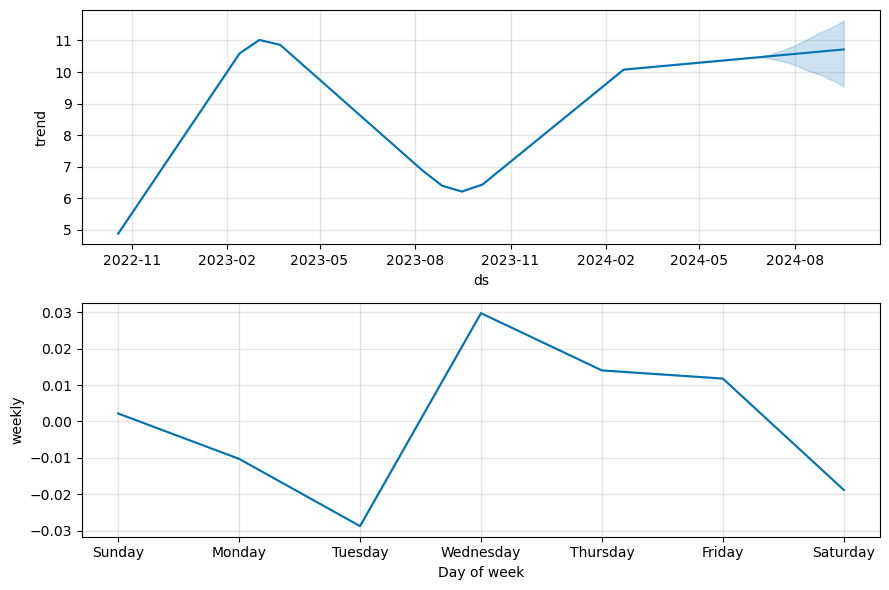 11
10
9
8
7
6
5
trend
2022-11 2023-02 2023-05 2023-08 2023-11 2024-02 2024-05 2024-08
ds
0.03
0.02
0.01
0.00
−0.01
−0.02
−0.03
weekly
Sunday Monday Tuesday Wednesday Thursday Friday Saturday
Day of week